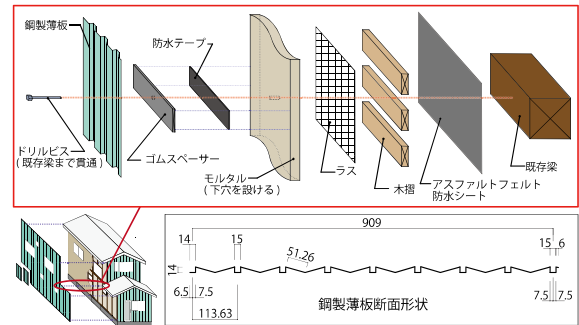 鋼製薄板
防水テープ
ドリルビス
(既存梁まで貫通)
ゴムスペーサー
モルタル
(下穴を設ける)
ラス
木摺
アスファルトフェルト
防水シート
既存梁
909
14
15
51.26
15
6
14
6.5
7.5
7.5
7.5
113.63
鋼製薄板断面形状